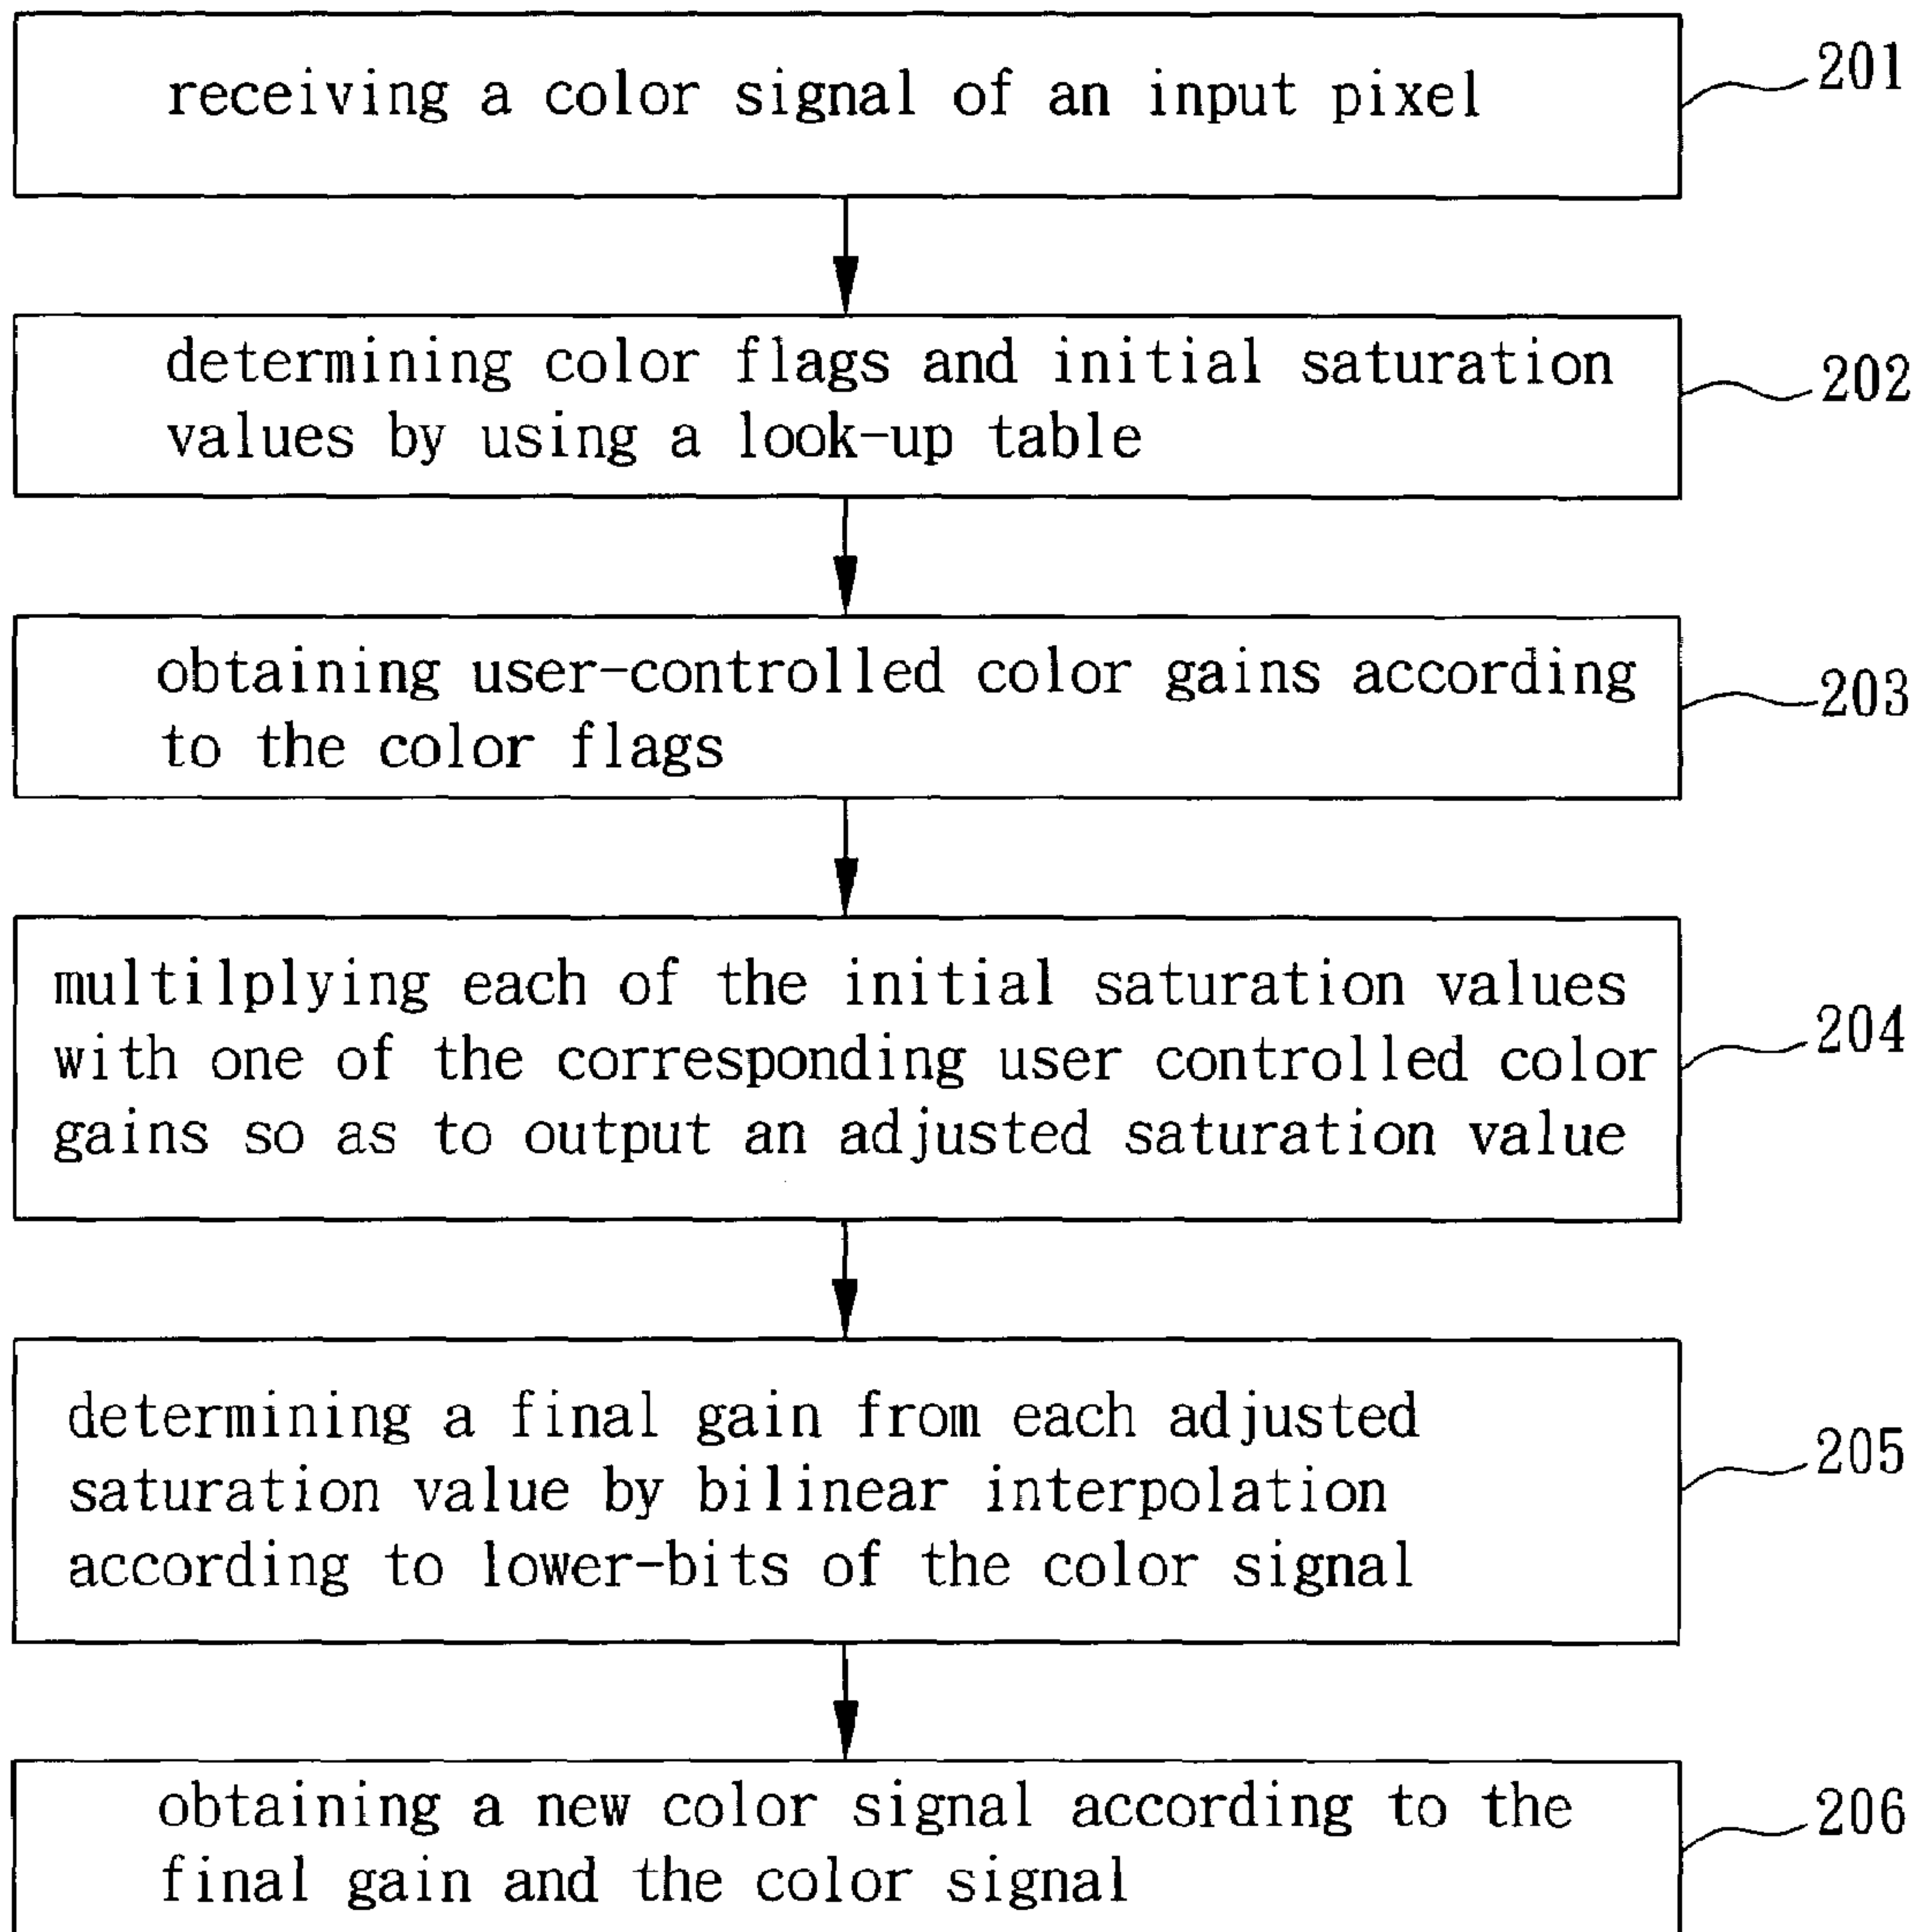 receiving a color signal of an input pixel
201
determining color flags and initial saturation
values by using a look-up table
202
obtaining user-controlled color gains according
to the color flags
203
multilplying each of the initial saturation values
with one of the corresponding user controlled color
gains so as to output an adjusted saturation value
204
determining a final gain from each adjusted
saturation value by bilinear interpolation
according to lower-bits of the color signal
205
obtaining a new color signal according to the
final gain and the color signal
206